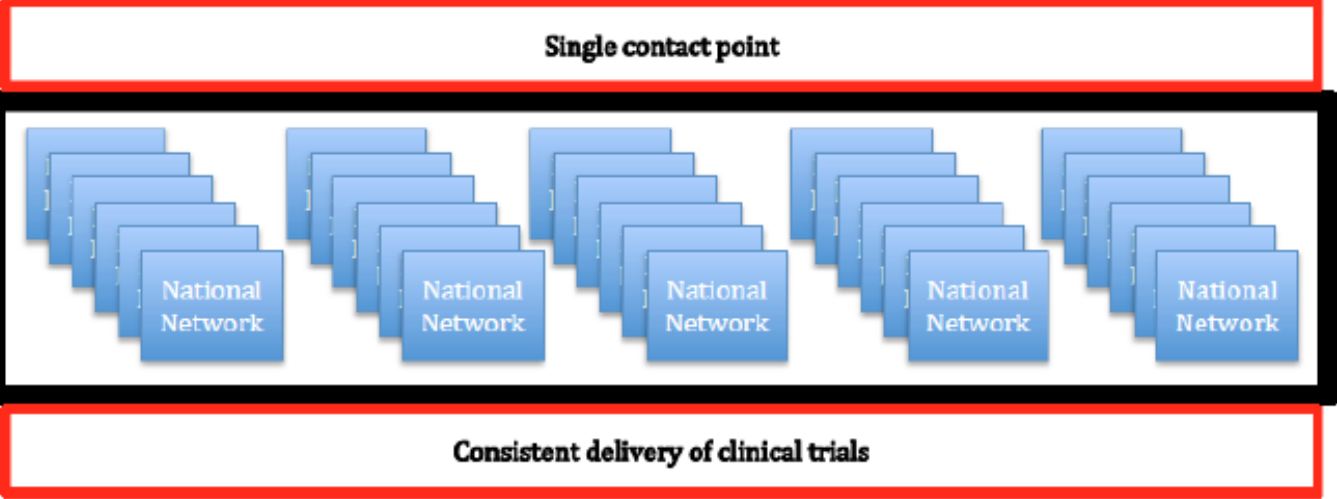 Single contact point
National
Network
National
Network
National
Network
National
Network
National
Network
Consistent delivery of clinical trials